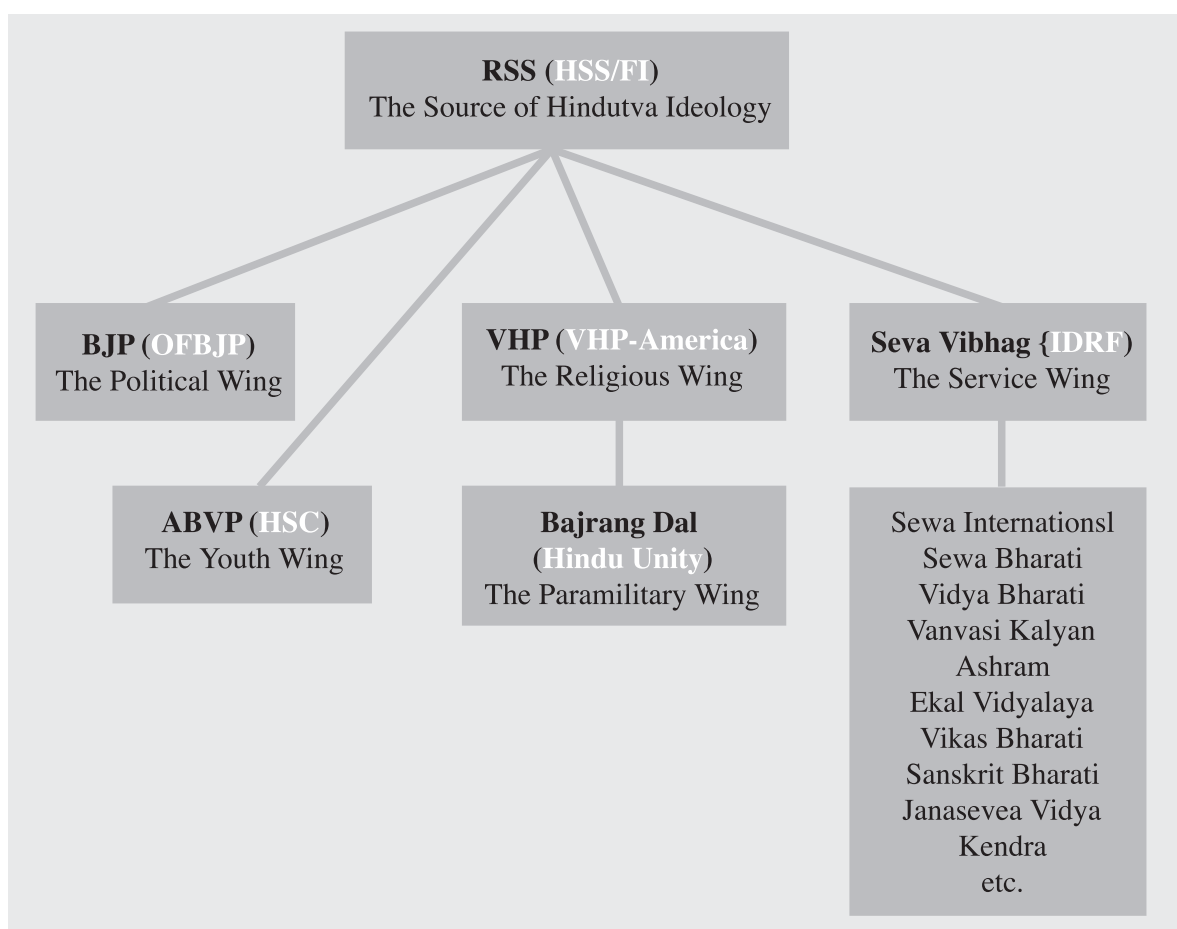 RSS (HSS/FI)
The Source of Hindutva Ideology
BJP (OFBJP)
The Political Wing
VHP (VHP-America)
The Religious Wing
Seva Vibhag {IDRF)
The Service Wing
ABVP (HSC)
The Youth Wing
Bajrang Dal
(Hindu Unity)
The Paramilitary Wing
Sewa Internationsl
Sewa Bharati
Vidya Bharati
Vanvasi Kalyan
Ashram
Ekal Vidyalaya
Vikas Bharati
Sanskrit Bharati
Janasevea Vidya
Kendra
etc.